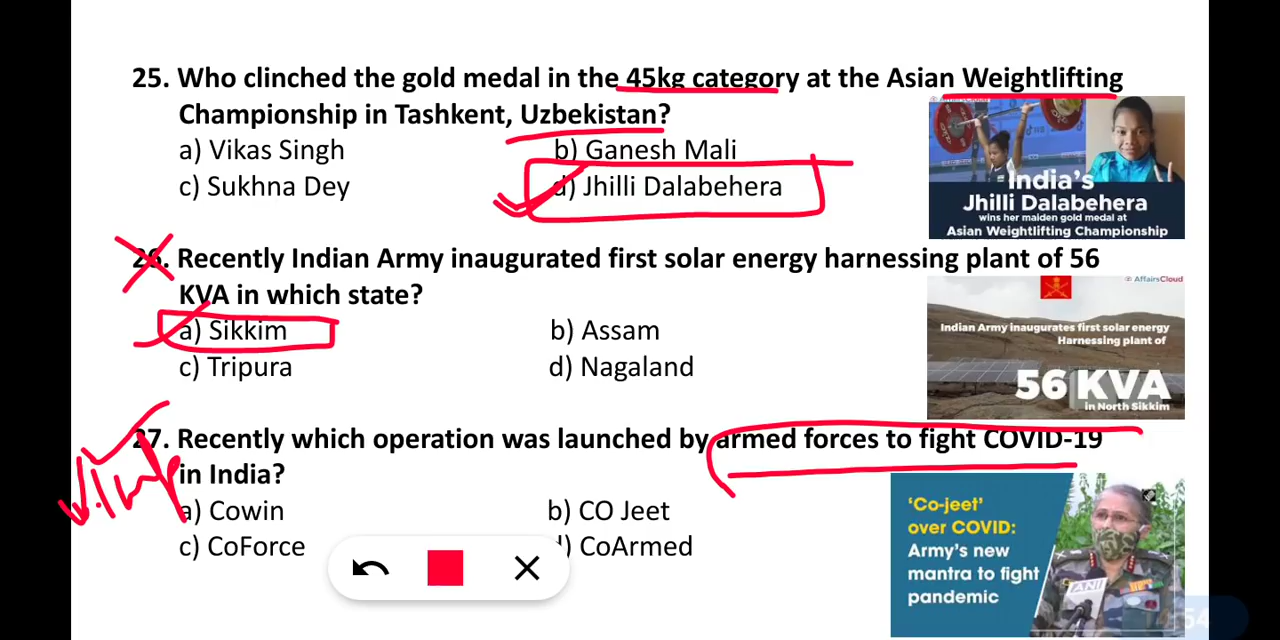 25. Who clinched the gold medal in the 45kg category at the Asian Weightlifting
Championship in Tashkent, Uzbekistan?
a) Vikas Singh
b) Ganesh Mali
c) Sukhna Dey
d) Jhilli Dalabehera
India's
Jhilli Dalabehera
wins her maiden gold medal at
Asian Weightlifting Championship
26. Recently Indian Army inaugurated first solar energy harnessing plant of 56
KVA in which state?
a) Sikkim
b) Assam
c) Tripura
d) Nagaland
AffairsCloud
Indian Army inaugurates first solar energy
Harnessing plant of
56 KVA
in North Sikkim
V.Imp
27. Recently which operation was launched by armed forces to fight COVID-19
in India?
a) Cowin
b) CO Jeet
c) CoForce
d) CoArmed
'Co-jeet'
over COVID:
Army's new
mantra to fight
pandemic
ANI